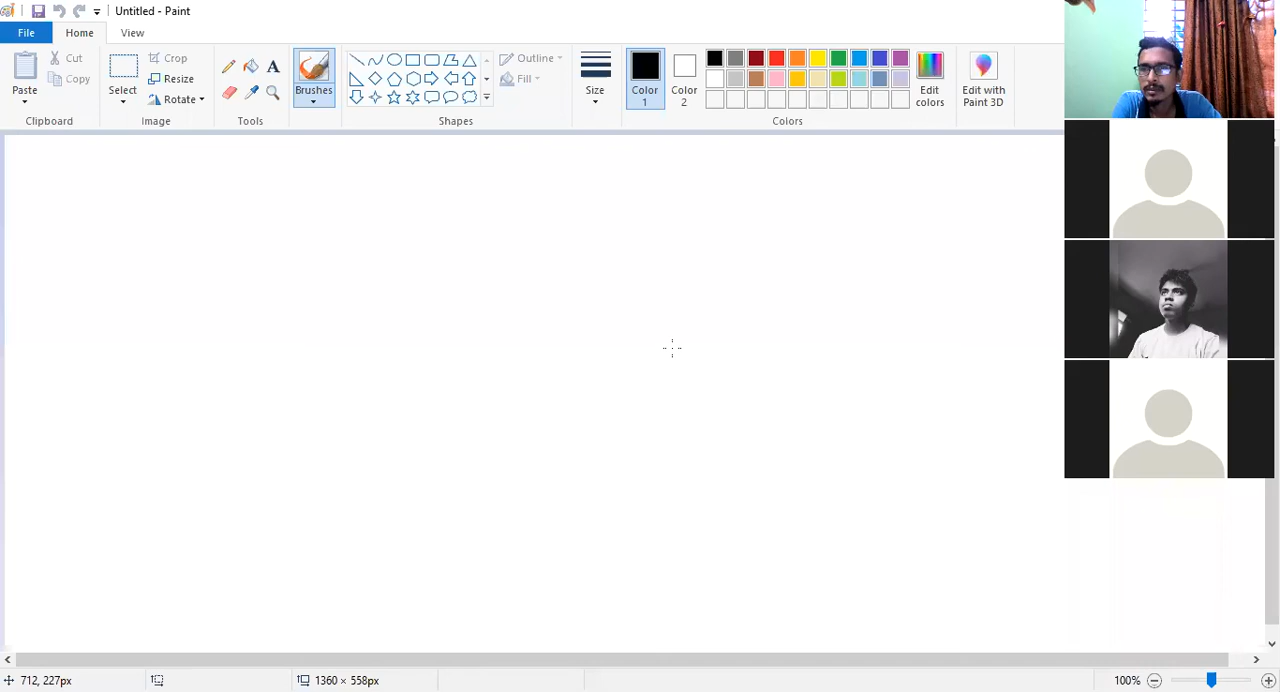 Untitled - Paint
File
Home
View
Paste
Cut
Copy
Clipboard
Select
Crop
Resize
Rotate
Image
A
Tools
Brushes
Shapes
Outline
Fill
Size
Color
1
Color
2
Edit
colors
Colors
Edit with
Paint 3D
712, 227px
1360 × 558px
100%